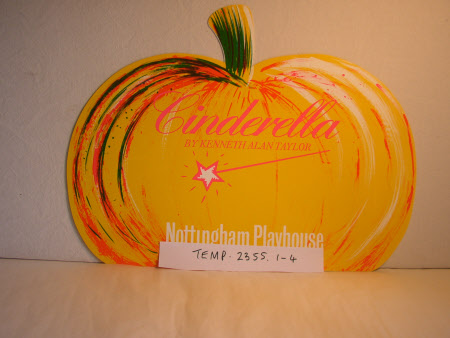 Cinderella
BY KENNETH ALAN TAYLOR
Nottingham Playhouse
TEMP. 2355. 1-4